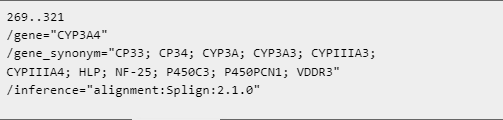 269..321
/gene="CYP3A4"
/gene_synonym="CP33; CP34; CYP3A; CYP3A3; CYPIIIA3;
CYPIIIA4; HLP; NF-25; P450C3; P450PCN1; VDDR3"
/inference="alignment:Splign:2.1.0"